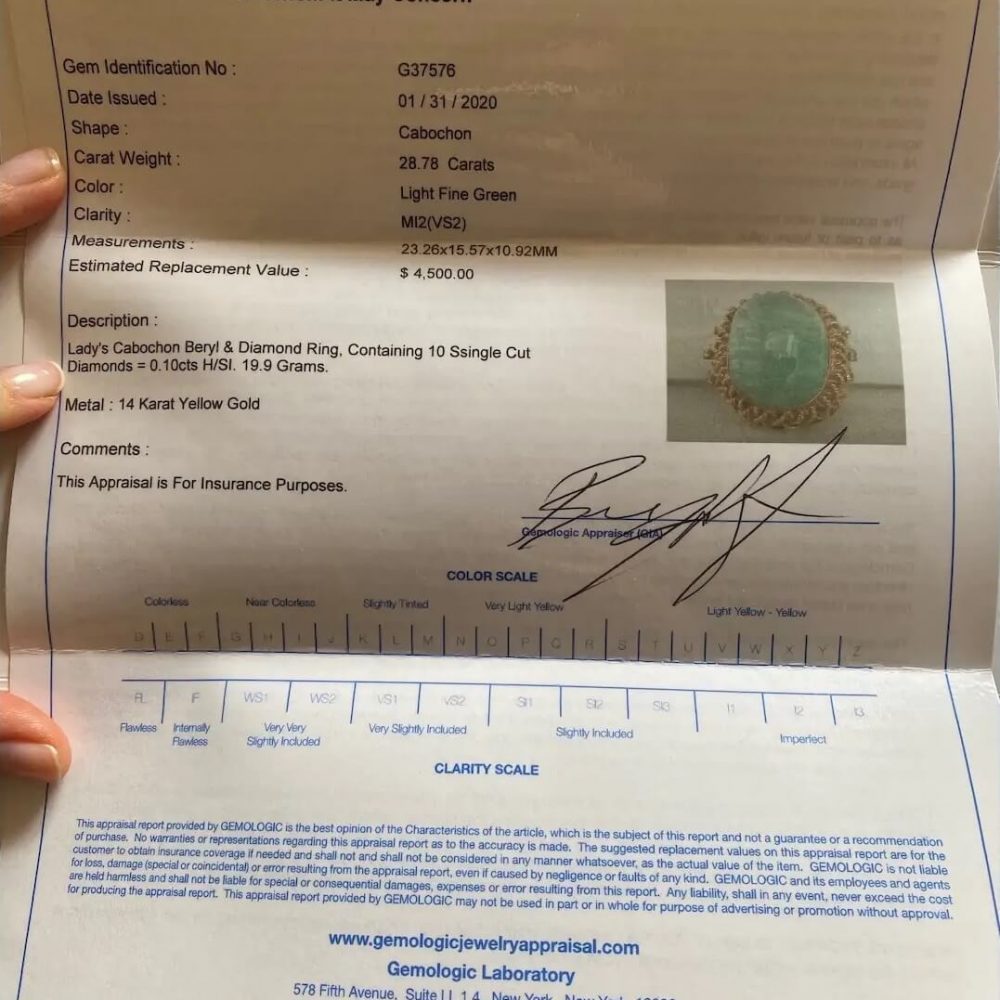 Gem Identification No : G37576
Date Issued : 01 / 31 / 2020
Shape : Cabochon
Carat Weight : 28.78 Carats
Color : Light Fine Green
Clarity : MI2(VS2)
Measurements : 23.26x15.57x10.92MM
Estimated Replacement Value : $ 4,500.00
Description :
Lady's Cabochon Beryl & Diamond Ring, Containing 10 Ssingle Cut
Diamonds = 0.10cts H/SI. 19.9 Grams.
Metal : 14 Karat Yellow Gold
Comments :
This Appraisal is For Insurance Purposes.
Gemologic Appraiser (GIA)
COLOR SCALE
Colorless Near Colorless Slightly Tinted Very Light Yellow Light Yellow - Yellow
D E F G H I J K L M N O P Q R S T U V W X Y Z
FL IF WS1 WS2 VS1 VS2 SI1 SI2 SI3 I1 I2 I3
Flawless Internally Flawless Very Very Slightly Included Very Slightly Included Slightly Included Imperfect
CLARITY SCALE
This appraisal report provided by GEMOLOGIC is the best opinion of the Characteristics of the article, which is the subject of this report and not a guarantee or a recommendation
of purchase. No warranties or representations regarding this appraisal report as to the accuracy is made. The suggested replacement values on this appraisal report are for the
customer to obtain insurance coverage if needed and shall not and shall not be considered in any manner whatsoever, as the actual value of the item. GEMOLOGIC is not liable
for loss, damage (special or coincidental) or error resulting from the appraisal report, even if caused by negligence or faults of any kind. GEMOLOGIC and its employees and agents
are held harmless and shall not be liable for special or consequential damages, expenses or error resulting from this report. Any liability, shall in any event, never exceed the cost
for producing the appraisal report. This appraisal report provided by GEMOLOGIC may not be used in part or in whole for purpose of advertising or promotion without approval.
www.gemologicjewelryappraisal.com
Gemologic Laboratory
578 Fifth Avenue, Suite LL 14, New York, New York